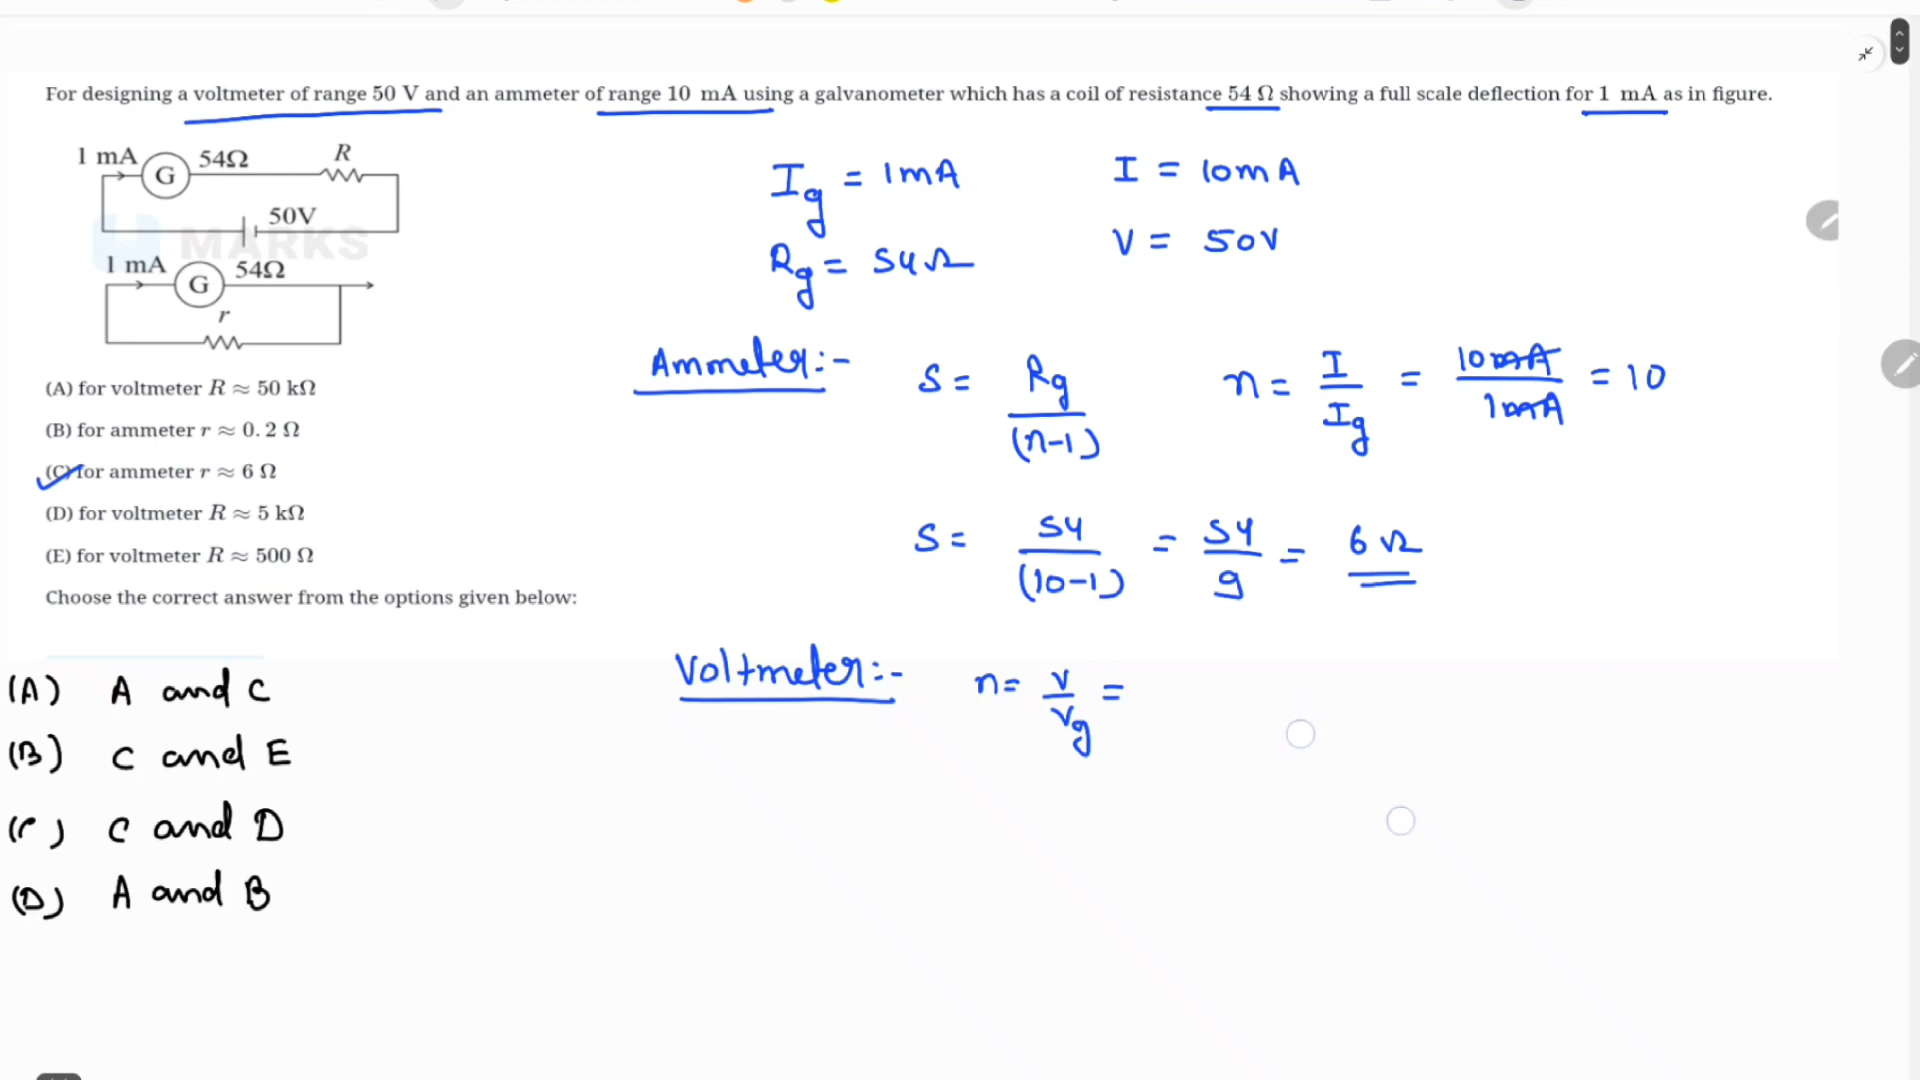 For designing a voltmeter of range 50 V and an ammeter of range 10 mA using a galvanometer which has a coil of resistance 54 Ω showing a full scale deflection for 1 mA as in figure.
1 mA G 54Ω R
50V
MARKS
1 mA G 54Ω
r
(A) for voltmeter R ≈ 50 kΩ
(B) for ammeter r ≈ 0. 2 Ω
(C) for ammeter r ≈ 6 Ω
(D) for voltmeter R ≈ 5 kΩ
(E) for voltmeter R ≈ 500 Ω
Choose the correct answer from the options given below:
(A) A and C
(B) C and E
(C) C and D
(D) A and B
Ig = 1mA
I = 10mA
Rg = 54Ω
V = 50V
Ammeter:-
S = Rg/(n-1)
n = I/Ig = 10mA/1mA = 10
S = 54/(10-1) = 54/9 = 6Ω
Voltmeter:-
n = V/Vg =